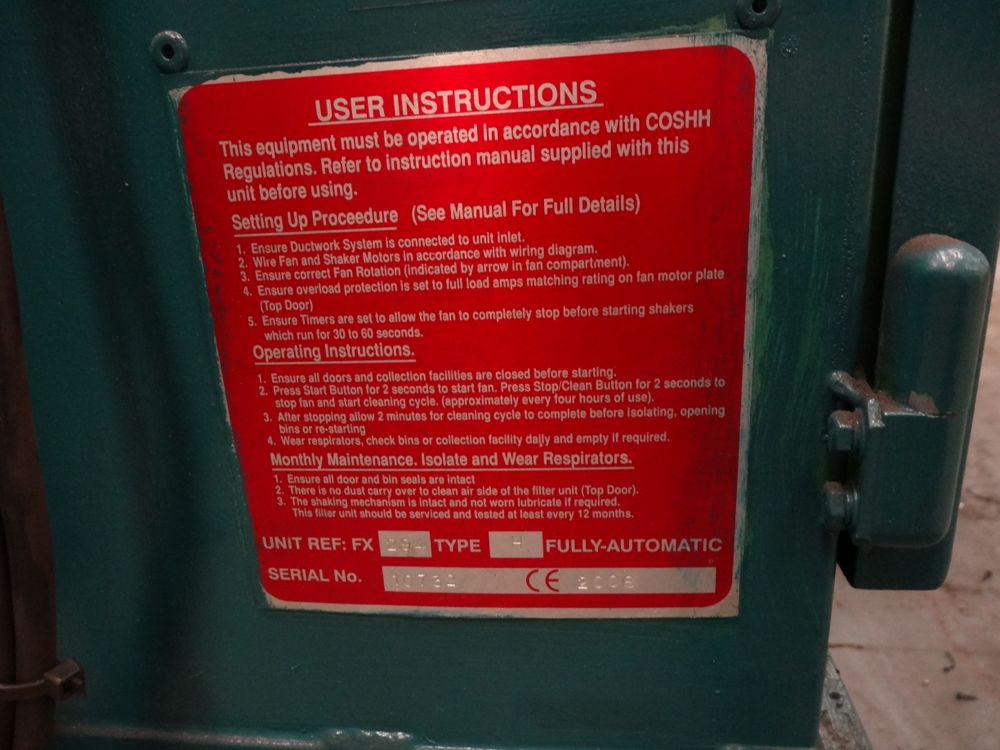 USER INSTRUCTIONS
This equipment must be operated in accordance with COSHH
Regulations. Refer to instruction manual supplied with this
unit before using.
Setting Up Proceedure (See Manual For Full Details)
1. Ensure Ductwork System is connected to unit inlet.
2. Wire Fan and Shaker Motors in accordance with wiring diagram.
3. Ensure correct Fan Rotation (indicated by arrow in fan compartment).
4. Ensure overload protection is set to full load amps matching rating on fan motor plate
(Top Door)
5. Ensure Timers are set to allow the fan to completely stop before starting shakers
which run for 30 to 60 seconds.
Operating Instructions.
1. Ensure all doors and collection facilities are closed before starting.
2. Press Start Button for 2 seconds to start fan. Press Stop/Clean Button for 2 seconds to
stop fan and start cleaning cycle. (approximately every four hours of use).
3. After stopping allow 2 minutes for cleaning cycle to complete before isolating, opening
bins or re-starting
4. Wear respirators, check bins or collection facility daily and empty if required.
Monthly Maintenance. Isolate and Wear Respirators.
1. Ensure all door and bin seals are intact
2. There is no dust carry over to clean air side of the filter unit (Top Door).
3. The shaking mechanism is intact and not worn lubricate if required.
This filter unit should be serviced and tested at least every 12 months.
UNIT REF: FX TYPE H FULLY-AUTOMATIC
SERIAL No. 10732 CE 2008